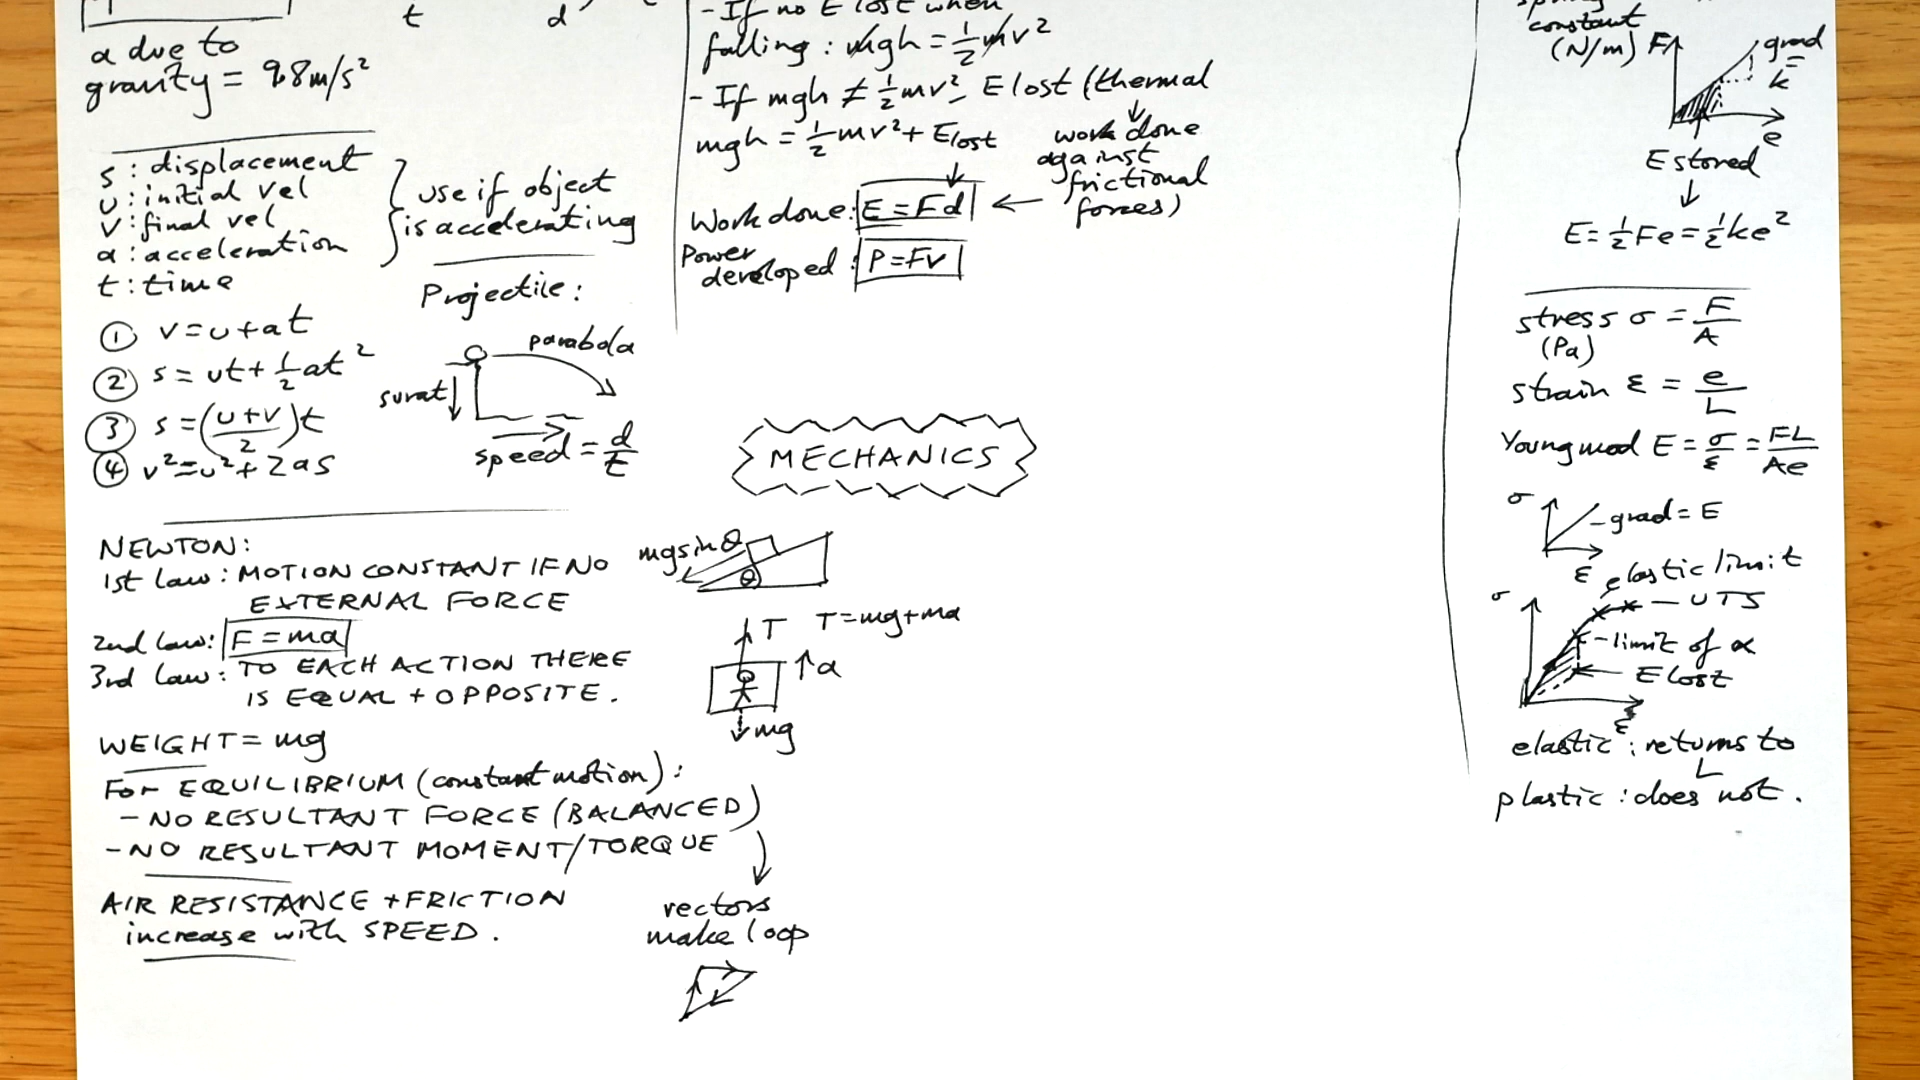 t d
a due to
gravity = 9.8m/s²
s : displacement
u : initial vel
v : final vel
a : acceleration
t : time
use if object
is accelerating
① v = u + at
② s = ut + ½at²
③ s = (u+v/2)t
④ v² = u² + 2as
Projectile :
parabola
surat
speed = d/t
NEWTON:
1st Law : MOTION CONSTANT IF NO
EXTERNAL FORCE
2nd Law: F = ma
3rd Law : TO EACH ACTION THERE
IS EQUAL + OPPOSITE .
WEIGHT = mg
For EQUILIBRIUM (constant motion) :
- NO RESULTANT FORCE (BALANCED)
- NO RESULTANT MOMENT/TORQUE
AIR RESISTANCE + FRICTION
increase with SPEED .
- If no E lost when
falling : mgh = ½mv²
- If mgh ≠ ½mv², E lost (thermal
mgh = ½mv² + Elost
work done
against
frictional
forces)
Work done : E = Fd
Power
developed : P = Fv
MECHANICS
mgsinθ
θ
T T = mg + ma
a
mg
vectors
make loop
constant
(N/m)
F
grad
=
k
e
E stored
E = ½Fe = ½ke²
stress σ = F/A
(Pa)
strain ε = e/L
Young mod E = σ/ε = FL/Ae
σ
- grad = E
ε
elastic limit
σ
- UTS
- limit of ∝
E lost
ε
elastic : returns to
L
plastic : does not .